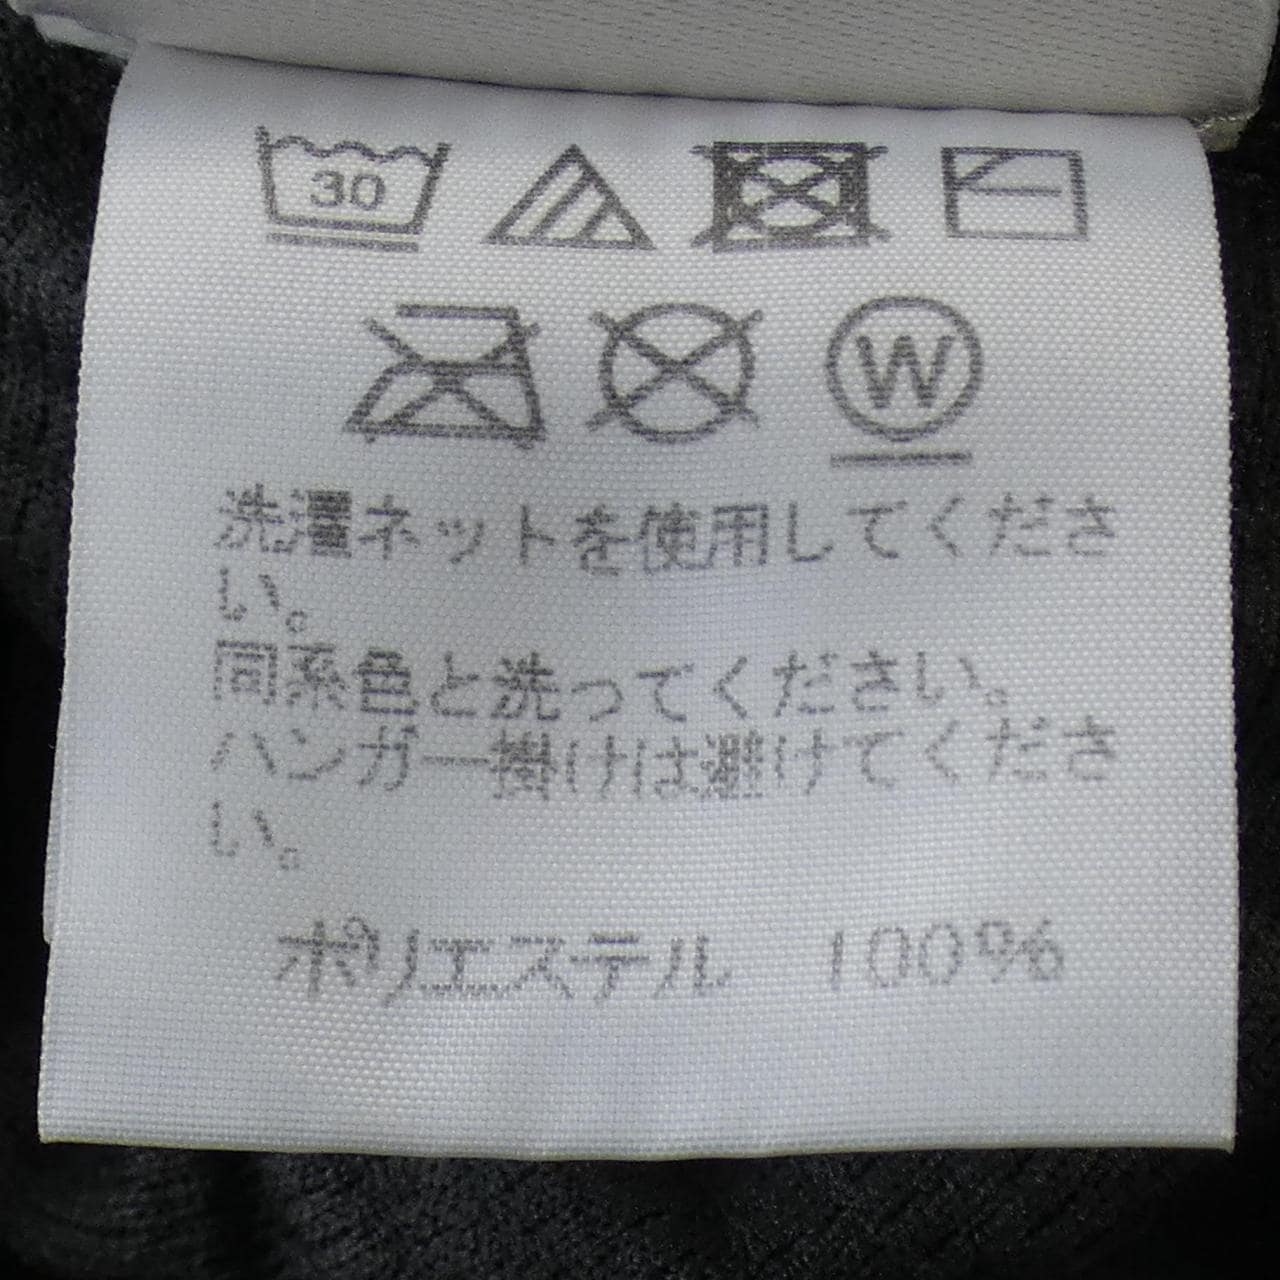 30
W
洗濯ネットを使用してくださ
い。
同系色と洗ってください。
ハンガー掛けは避けてくださ
い。
ポリエステル 100%